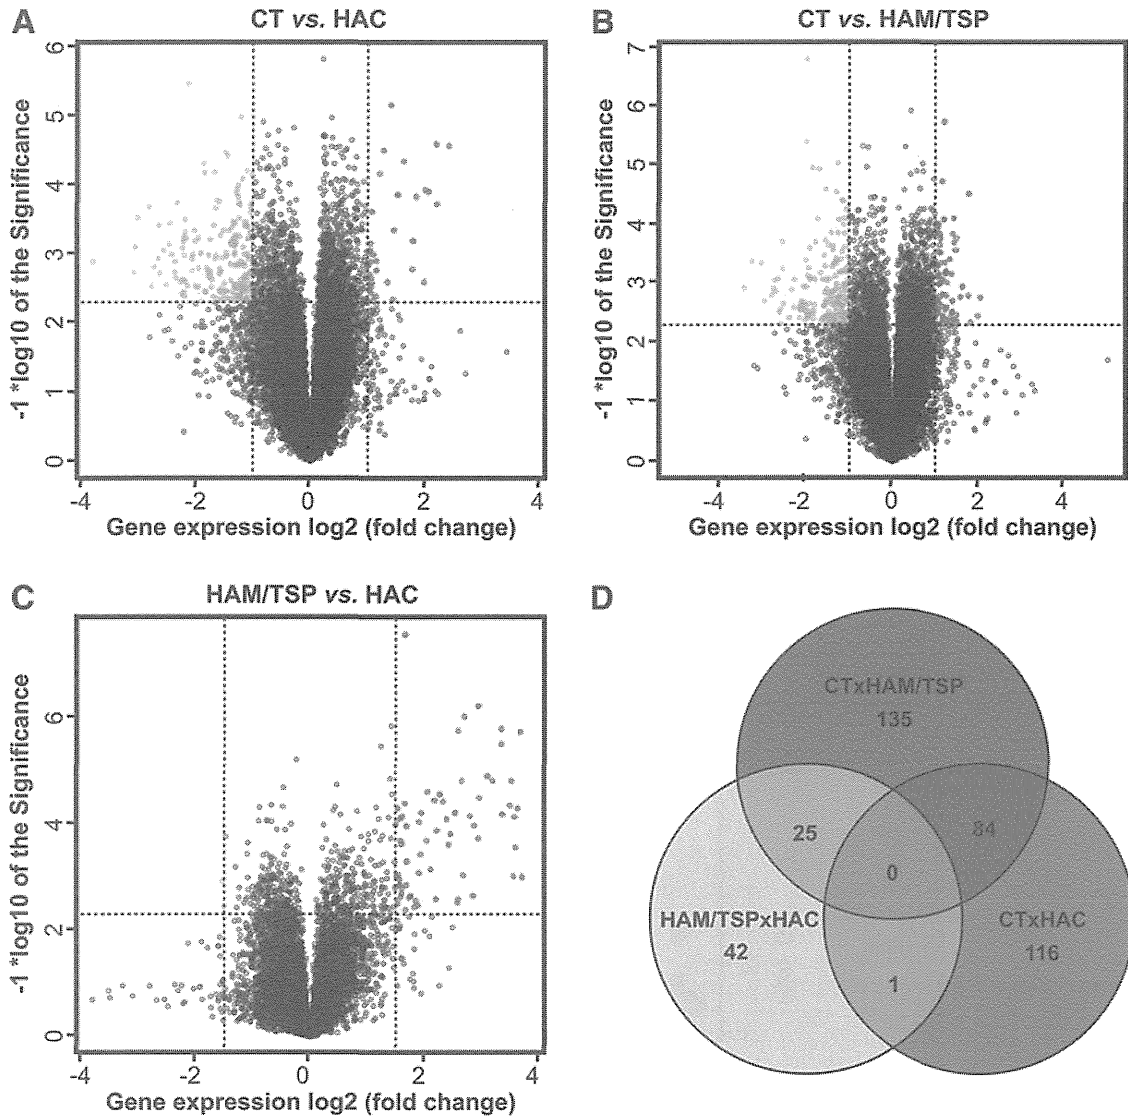 A
CT vs. HAC
-1 *log10 of the Significance
6
5
4
3
2
1
0
-4 -2 0 2 4
Gene expression log2 (fold change)
B
CT vs. HAM/TSP
-1 *log10 of the Significance
7
6
5
4
3
2
1
0
-4 -2 0 2 4
Gene expression log2 (fold change)
C
HAM/TSP vs. HAC
-1 *log10 of the Significance
6
4
2
0
-4 -2 0 2 4
Gene expression log2 (fold change)
D
CTxHAM/TSP
135
25
84
0
HAM/TSPxHAC
42
CTxHAC
116
1